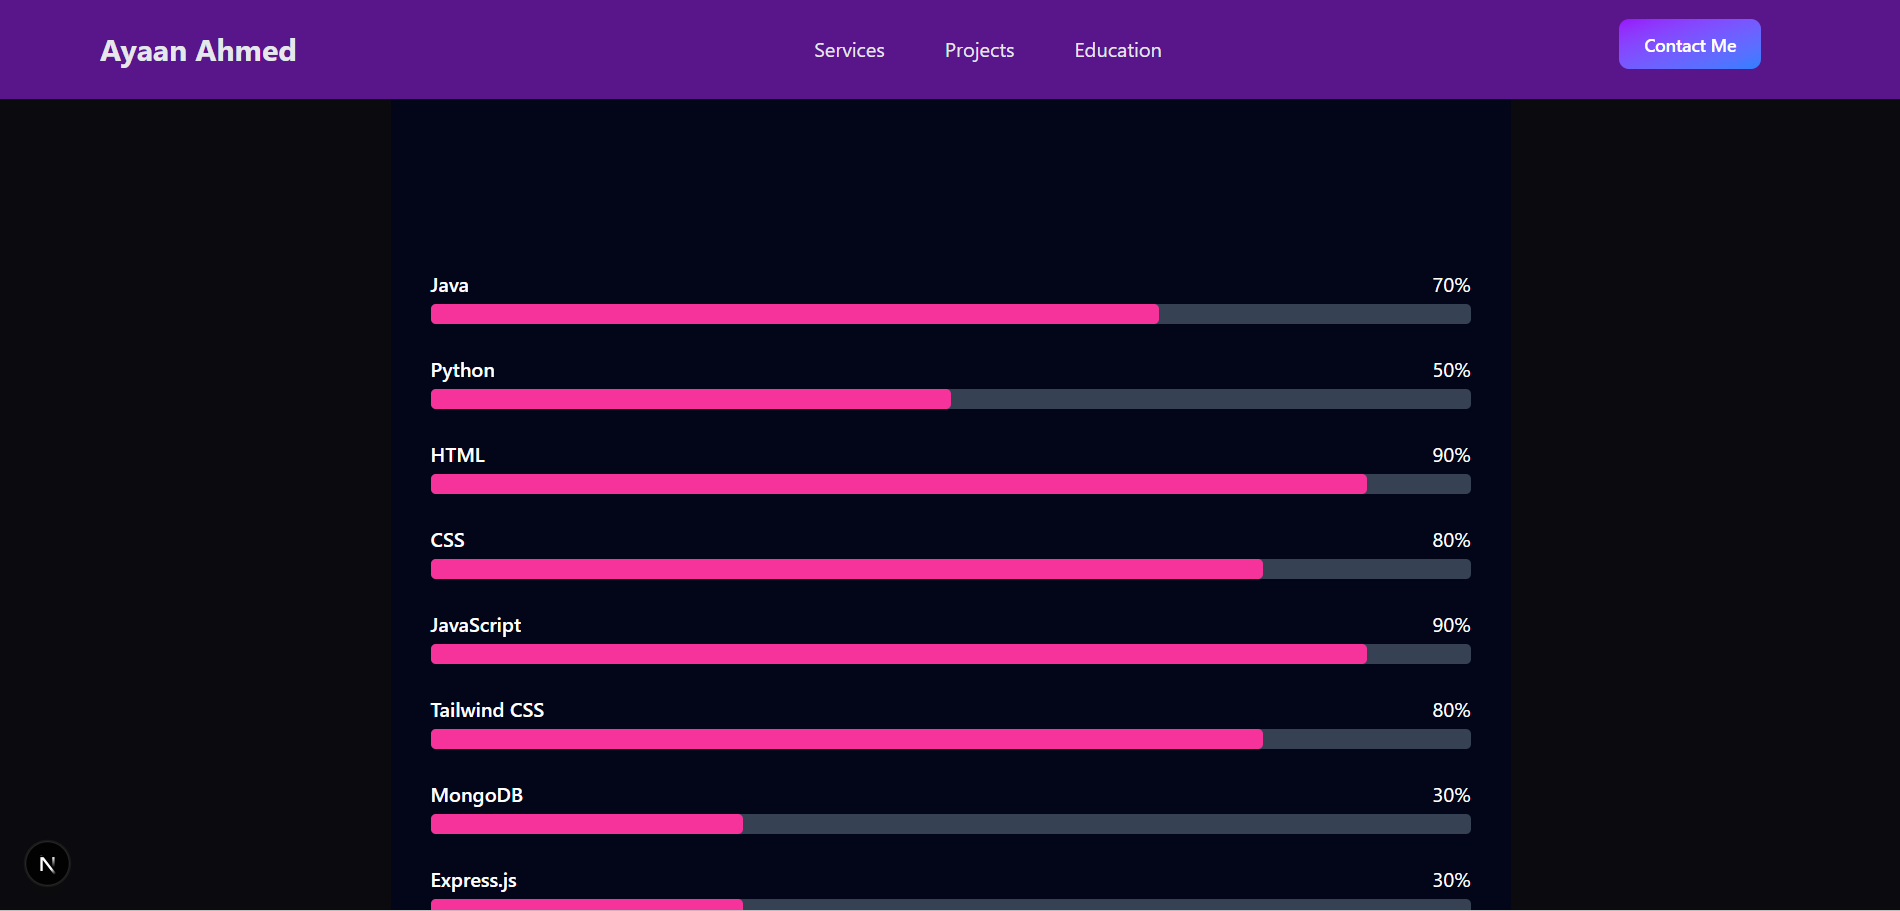 Ayaan Ahmed
Services Projects Education
Contact Me
Java 70%
Python 50%
HTML 90%
CSS 80%
JavaScript 90%
Tailwind CSS 80%
MongoDB 30%
Express.js 30%
N